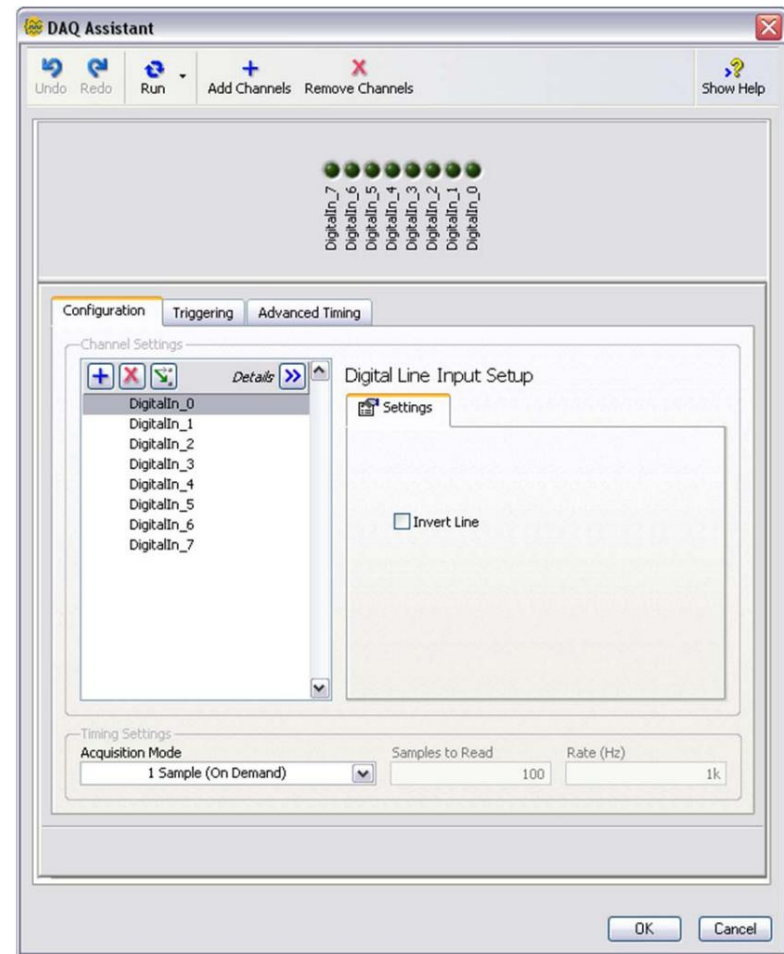 DAQ Assistant
Undo Redo Run Add Channels Remove Channels Show Help
DigitalIn_7
DigitalIn_6
DigitalIn_5
DigitalIn_4
DigitalIn_3
DigitalIn_2
DigitalIn_1
DigitalIn_0
Configuration Triggering Advanced Timing
Channel Settings
Details
DigitalIn_0
DigitalIn_1
DigitalIn_2
DigitalIn_3
DigitalIn_4
DigitalIn_5
DigitalIn_6
DigitalIn_7
Digital Line Input Setup
Settings
Invert Line
Timing Settings
Acquisition Mode Samples to Read Rate (Hz)
1 Sample (On Demand) 100 1k
OK Cancel